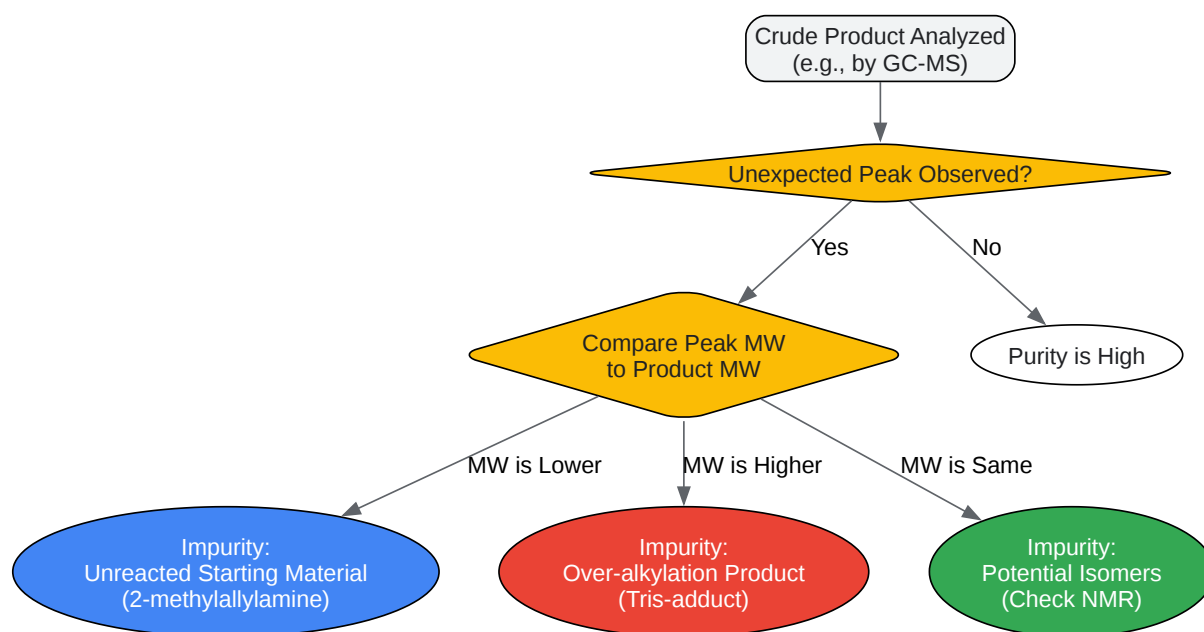 Crude Product Analyzed
(e.g., by GC-MS)
Unexpected Peak Observed?
Yes
No
Compare Peak MW
to Product MW
Purity is High
MW is Lower
MW is Higher
MW is Same
Impurity:
Unreacted Starting Material
(2-methylallylamine)
Impurity:
Over-alkylation Product
(Tris-adduct)
Impurity:
Potential Isomers
(Check NMR)